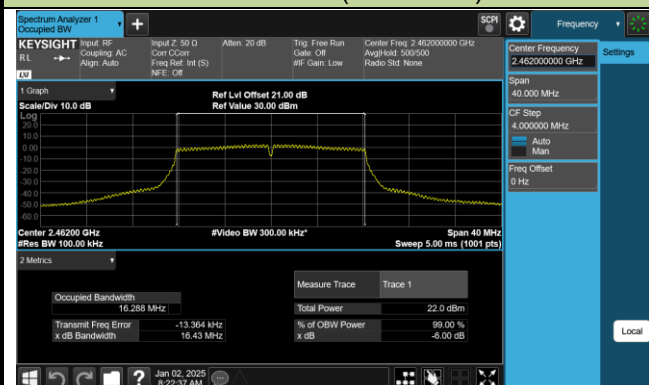 Spectrum Analyzer 1
Occupied BW
SCPI
Frequency
KEYSIGHT
RL
LXI
Input: RF
Coupling: AC
Align: Auto
Input Z: 50 Ω
Corr CCorr
Freq Ref: Int (S)
NFE: Off
Atten: 20 dB
Trig: Free Run
Gate: Off
#IF Gain: Low
Center Freq: 2.462000000 GHz
Avg|Hold: 500/500
Radio Std: None
Center Frequency
2.462000000 GHz
Settings
Span
40.000 MHz
CF Step
4.000000 MHz
Auto
Man
Freq Offset
0 Hz
Local
1 Graph
Scale/Div 10.0 dB
Ref Lvl Offset 21.00 dB
Ref Value 30.00 dBm
Log
20.0
10.0
0.00
-10.0
-20.0
-30.0
-40.0
-50.0
-60.0
Center 2.46200 GHz
#Res BW 100.00 kHz
#Video BW 300.00 kHz*
Span 40 MHz
Sweep 5.00 ms (1001 pts)
2 Metrics
Measure Trace Trace 1
Occupied Bandwidth
16.288 MHz
Total Power 22.0 dBm
Transmit Freq Error -13.364 kHz
% of OBW Power 99.00 %
x dB Bandwidth 16.43 MHz
x dB -6.00 dB
?
Jan 02, 2025
8:22:37 AM